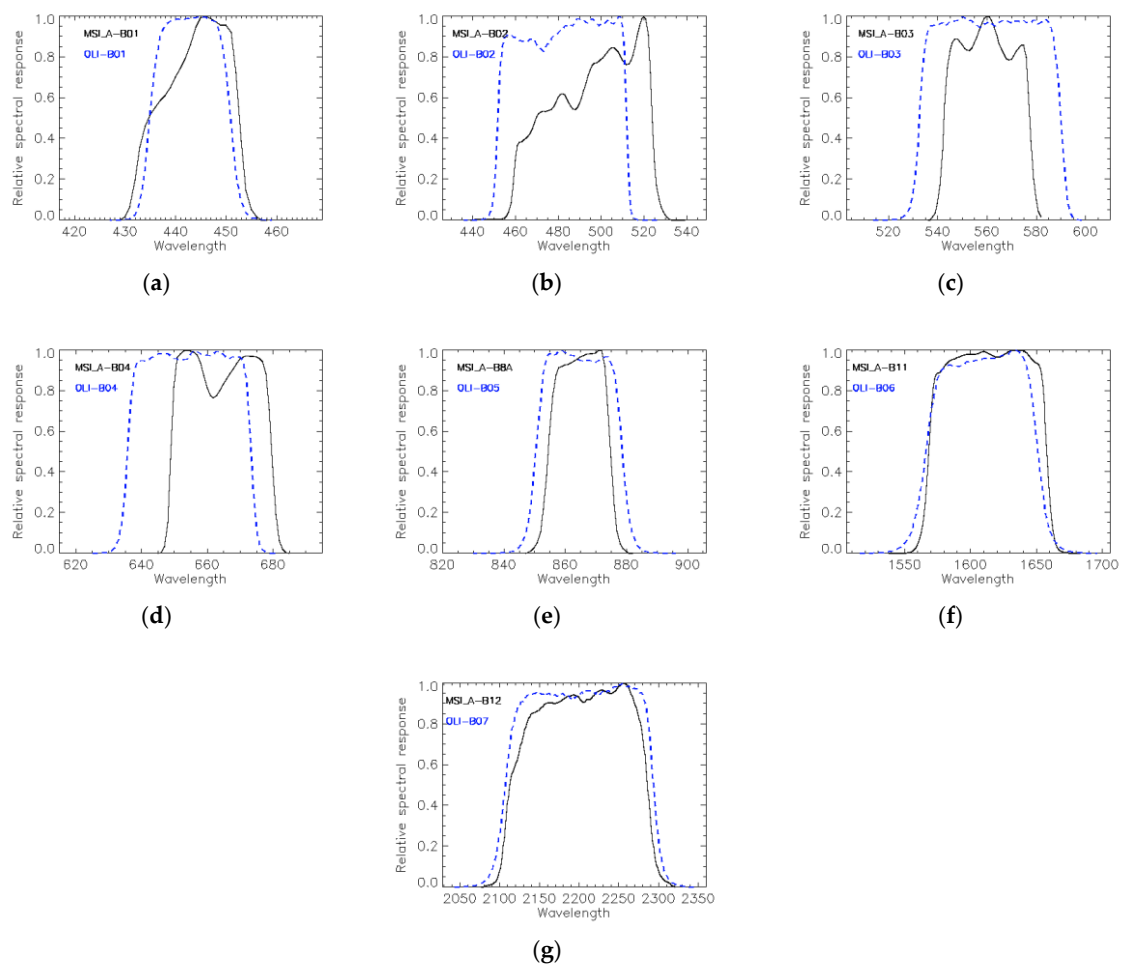 1.0
0.8
0.6
0.4
0.2
0.0
Relative spectral response
MSI_A-B01
OLI-B01
420 430 440 450 460
Wavelength
(a)
1.0
0.8
0.6
0.4
0.2
0.0
Relative spectral response
MSI_A-B02
OLI-B02
440 460 480 500 520 540
Wavelength
(b)
1.0
0.8
0.6
0.4
0.2
0.0
Relative spectral response
MSI_A-B03
OLI-B03
520 540 560 580 600
Wavelength
(c)
1.0
0.8
0.6
0.4
0.2
0.0
Relative spectral response
MSI_A-B04
OLI-B04
620 640 660 680
Wavelength
(d)
1.0
0.8
0.6
0.4
0.2
0.0
Relative spectral response
MSI_A-B8A
OLI-B05
820 840 860 880 900
Wavelength
(e)
1.0
0.8
0.6
0.4
0.2
0.0
Relative spectral response
MSI_A-B11
OLI-B06
1550 1600 1650 1700
Wavelength
(f)
1.0
0.8
0.6
0.4
0.2
0.0
Relative spectral response
MSI_A-B12
OLI-B07
2050 2100 2150 2200 2250 2300 2350
Wavelength
(g)